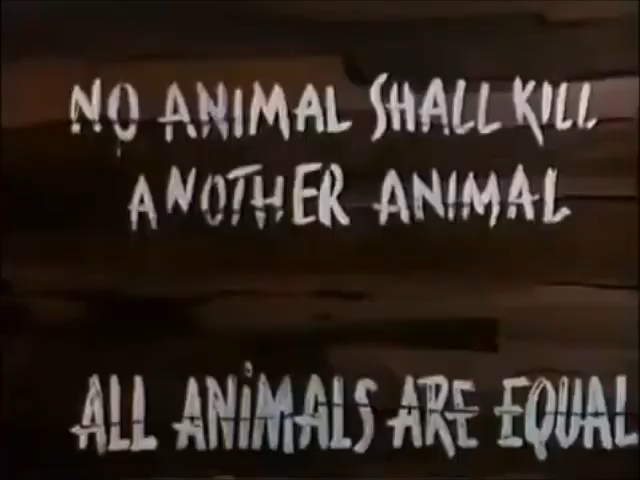 NO ANIMAL SHALL KILL
ANOTHER ANIMAL
ALL ANiMALS ARE EQUAL